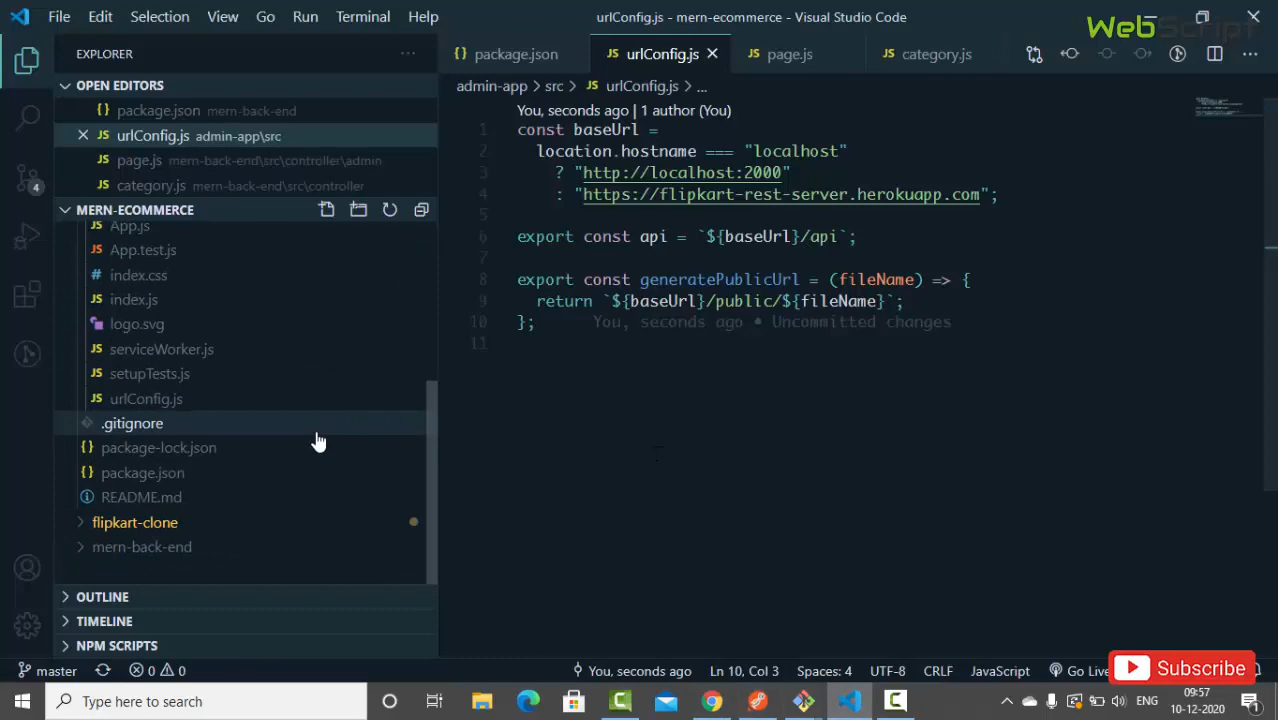 File Edit Selection View Go Run Terminal Help
urlConfig.js - mern-ecommerce - Visual Studio Code
WebScript
EXPLORER
OPEN EDITORS
package.json mern-back-end
urlConfig.js admin-app\src
page.js mern-back-end\src\controller\admin
category.js mern-back-end\src\controller
MERN-ECOMMERCE
App.js
App.test.js
index.css
index.js
logo.svg
serviceWorker.js
setupTests.js
urlConfig.js
.gitignore
package-lock.json
package.json
README.md
flipkart-clone
mern-back-end
OUTLINE
TIMELINE
NPM SCRIPTS
4
package.json urlConfig.js page.js category.js
admin-app > src > JS urlConfig.js > ...
You, seconds ago | 1 author (You)
1 const baseUrl =
2 location.hostname === "localhost"
3 ? "http://localhost:2000"
4 : "https://flipkart-rest-server.herokuapp.com";
5
6 export const api = `${baseUrl}/api`;
7
8 export const generatePublicUrl = (fileName) => {
9 return `${baseUrl}/public/${fileName}`;
10 }; You, seconds ago • Uncommitted changes
11
master 0 0 You, seconds ago Ln 10, Col 3 Spaces: 4 UTF-8 CRLF JavaScript Go Live
Subscribe
Type here to search
ENG
09:57
10-12-2020
1